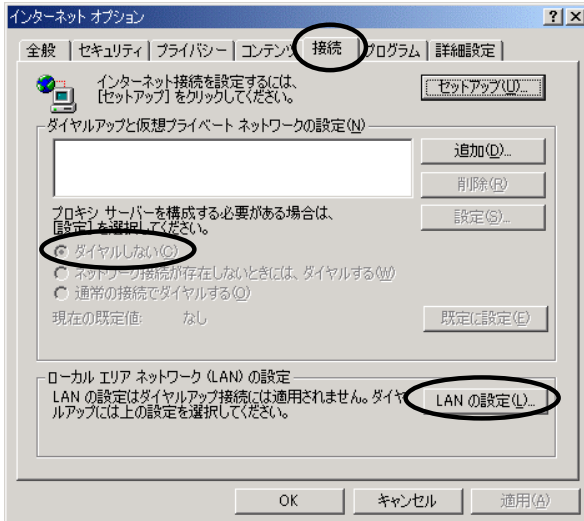 インターネット オプション
全般 セキュリティ プライバシー コンテンツ 接続 プログラム 詳細設定
インターネット接続を設定するには、
[セットアップ] をクリックしてください。
セットアップ(U)...
ダイヤルアップと仮想プライベート ネットワークの設定(N)
追加(D)...
削除(R)
プロキシ サーバーを構成する必要がある場合は、
[設定] を選択してください。
設定(S)...
ダイヤルしない(C)
ネットワーク接続が存在しないときには、ダイヤルする(W)
通常の接続でダイヤルする(O)
現在の既定値: なし
既定に設定(E)
ローカル エリア ネットワーク (LAN) の設定
LAN の設定はダイヤルアップ接続には適用されません。ダイヤ
ルアップには上の設定を選択してください。
LAN の設定(L)...
OK キャンセル 適用(A)